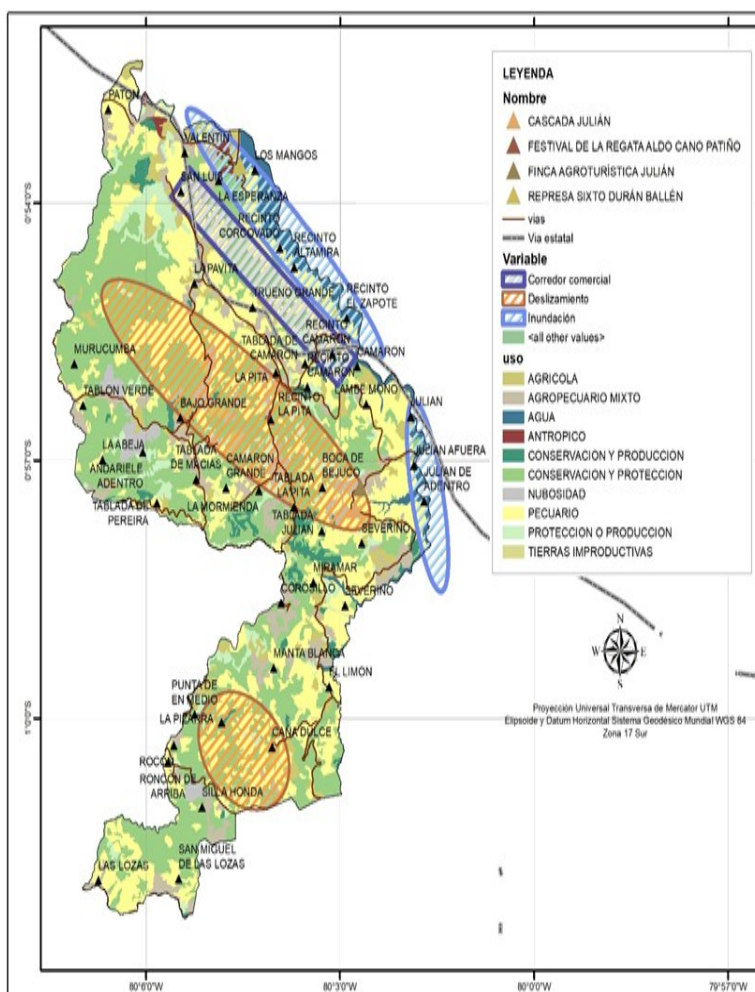 LEYENDA
Nombre
CASCADA JULIÁN
FESTIVAL DE LA REGATA ALDO CANO PATIÑO
FINCA AGROTURÍSTICA JULIÁN
REPRESA SIXTO DURÁN BALLÉN
vias
Via estatal
Variable
Corredor comercial
Deslizamiento
Inundación
<all other values>
uso
AGRICOLA
AGROPECUARIO MIXTO
AGUA
ANTROPICO
CONSERVACION Y PRODUCCION
CONSERVACION Y PROTECCION
NUBOSIDAD
PECUARIO
PROTECCION O PRODUCCION
TIERRAS IMPRODUCTIVAS
PATON
VALENTIN
LOS MANGOS
SAN LUIS
LA ESPERANZA
RECINTO
CORCOVADO
RECINTO
ALTAMIRA
LA PAVITA
TRUENO GRANDE
RECINTO
EL ZAPOTE
RECINTO
CAMARON
TABLADA DE
CAMARON
CAMARON
RECINTO
CAMARON
MURUCUMBA
LA PITA
TABLON VERDE
BAJO GRANDE
RECINTO
LA PITA
LAMBE MONO
JULIAN
LA ABEJA
ANDARIELE
ADENTRO
TABLADA
DE MACIAS
CAMARON
GRANDE
TABLADA
LA PITA
BOCA DE
BEJUCO
JULIAN AFUERA
JULIAN DE
ADENTRO
TABLADA DE
PEREIRA
LA MORMIENDA
TABLADA
JULIAN
SEVERINO
MIRAMAR
COROSILLO
SEVERINO
MANTA BLANCA
EL LIMON
PUNTA DE
EN MEDIO
CAÑA DULCE
RONCON DE
ARRIBA
SILLA HONDA
SAN MIGUEL
DE LAS LOZAS
LAS LOZAS
N
W E
S
Proyección Universal Transversa de Mercator UTM
Elipsoide y Datum Horizontal Sistema Geodésico Mundial WGS 84
Zona 17 Sur
0°54'0"S
0°57'0"S
1°0'0"S
80°6'0"W
80°3'0"W
80°0'0"W
79°57'0"W